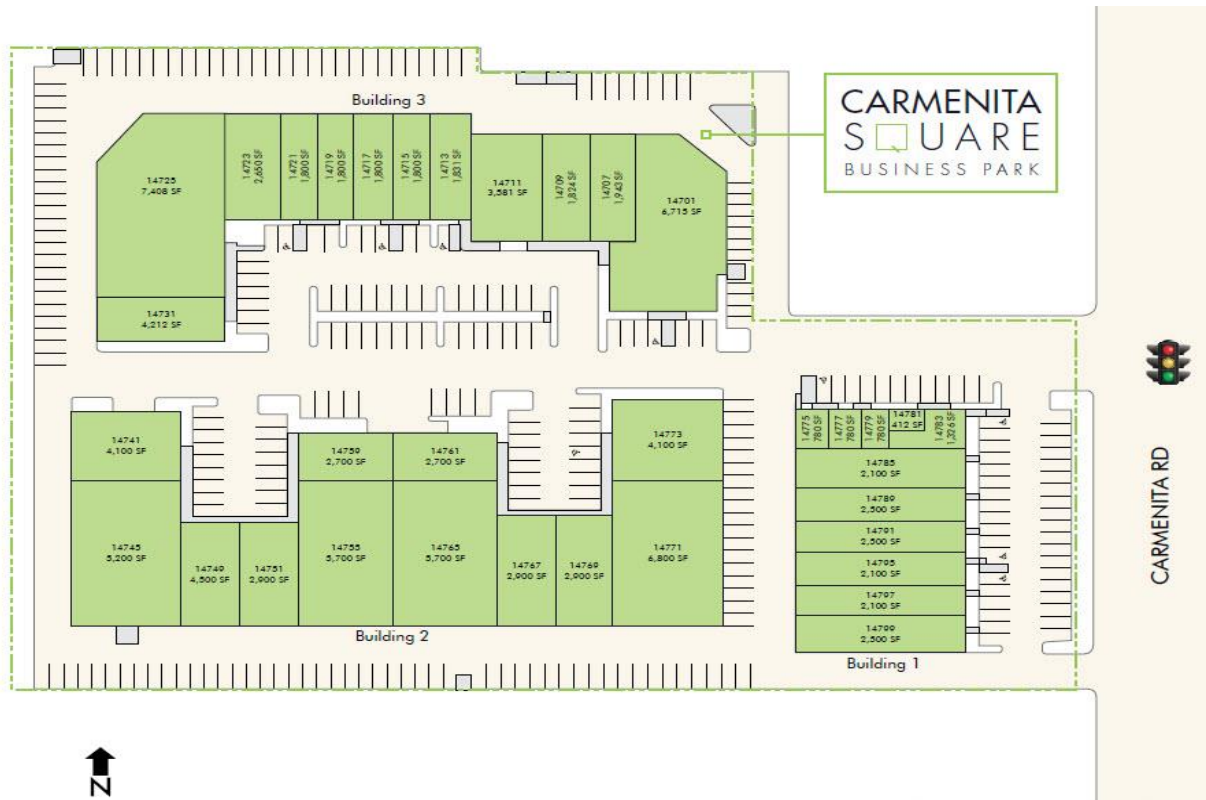 Building 3
CARMENITA
SQUARE
BUSINESS PARK
14725
7,408 SF
14723
2,650 SF
14721
1,800 SF
14719
1,800 SF
14717
1,800 SF
14715
1,800 SF
14713
1,831 SF
14711
3,581 SF
14709
1,824 SF
14707
1,943 SF
14701
6,715 SF
14731
4,212 SF
14741
4,100 SF
14745
5,200 SF
14749
4,500 SF
14751
2,900 SF
14759
2,700 SF
14755
5,700 SF
14761
2,700 SF
14765
5,700 SF
14767
2,900 SF
14769
2,900 SF
14773
4,100 SF
14771
6,800 SF
Building 2
14775
780 SF
14777
780 SF
14779
780 SF
14781
412 SF
14783
1,326 SF
14785
2,100 SF
14789
2,500 SF
14791
2,500 SF
14795
2,100 SF
14797
2,100 SF
14799
2,500 SF
Building 1
CARMENITA RD
N